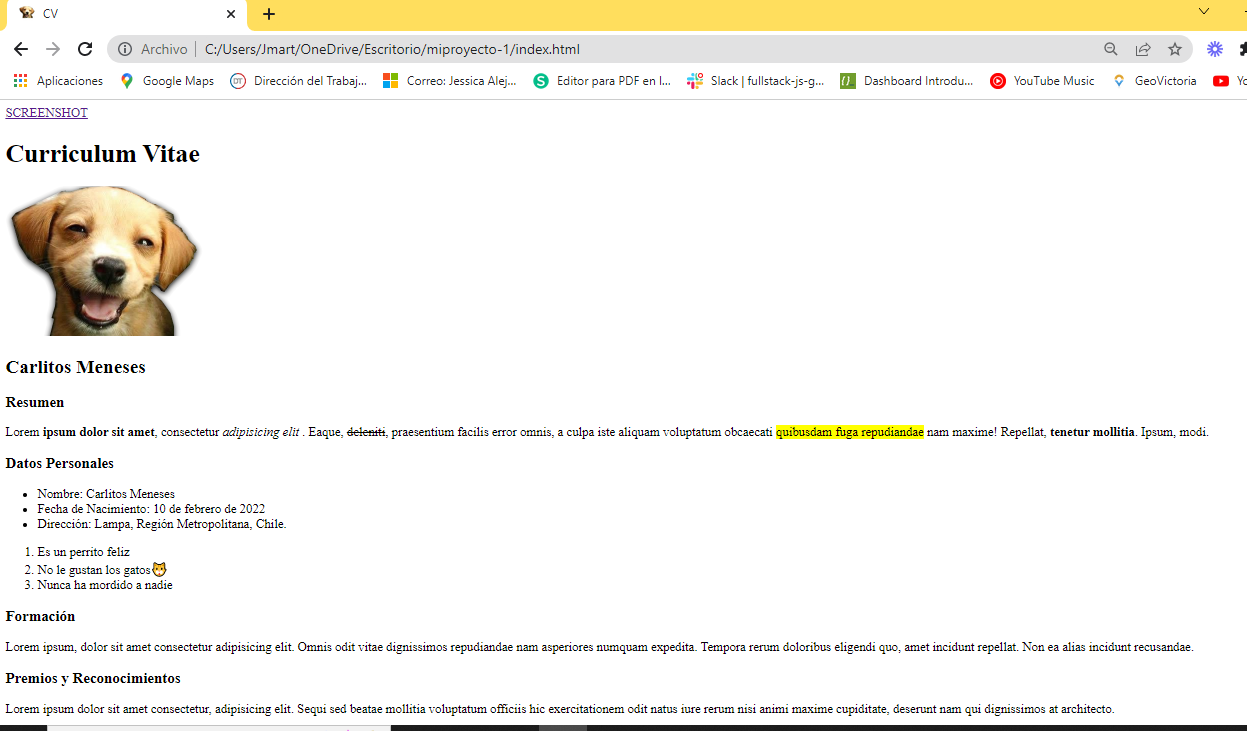 CV
Archivo | C:/Users/Jmart/OneDrive/Escritorio/miproyecto-1/index.html
Aplicaciones Google Maps Dirección del Trabaj... Correo: Jessica Alej... Editor para PDF en l... Slack | fullstack-js-g... Dashboard Introdu... YouTube Music GeoVictoria Yo
SCREENSHOT
Curriculum Vitae
Carlitos Meneses
Resumen
Lorem ipsum dolor sit amet, consectetur adipisicing elit . Eaque, deleniti, praesentium facilis error omnis, a culpa iste aliquam voluptatum obcaecati quibusdam fuga repudiandae nam maxime! Repellat, tenetur mollitia. Ipsum, modi.
Datos Personales
• Nombre: Carlitos Meneses
• Fecha de Nacimiento: 10 de febrero de 2022
• Dirección: Lampa, Región Metropolitana, Chile.
1. Es un perrito feliz
2. No le gustan los gatos🐱
3. Nunca ha mordido a nadie
Formación
Lorem ipsum, dolor sit amet consectetur adipisicing elit. Omnis odit vitae dignissimos repudiandae nam asperiores numquam expedita. Tempora rerum doloribus eligendi quo, amet incidunt repellat. Non ea alias incidunt recusandae.
Premios y Reconocimientos
Lorem ipsum dolor sit amet consectetur, adipisicing elit. Sequi sed beatae mollitia voluptatum officiis hic exercitationem odit natus iure rerum nisi animi maxime cupiditate, deserunt nam qui dignissimos at architecto.